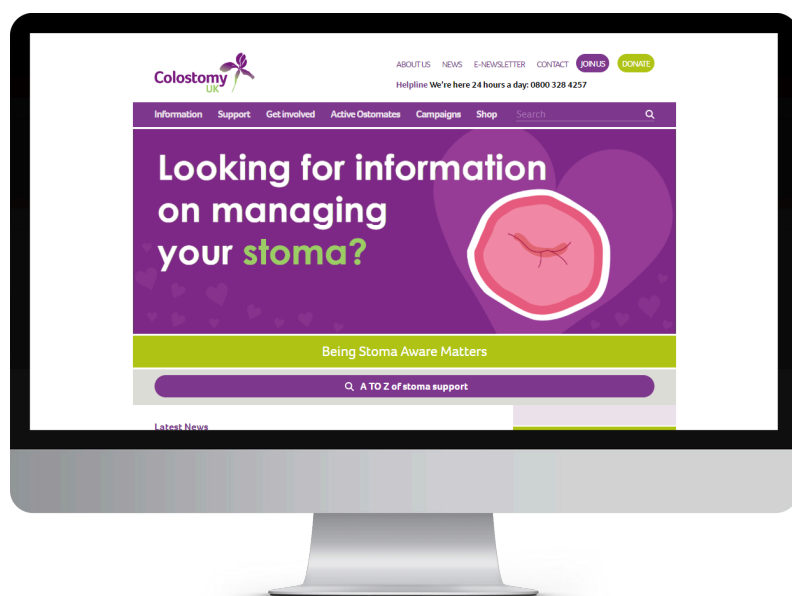 Colostomy
UK
ABOUT US NEWS E-NEWSLETTER CONTACT JOIN US DONATE
Helpline We're here 24 hours a day: 0800 328 4257
Information Support Get involved Active Ostomates Campaigns Shop Search
Looking for information
on managing
your stoma?
Being Stoma Aware Matters
A TO Z of stoma support
Latest News